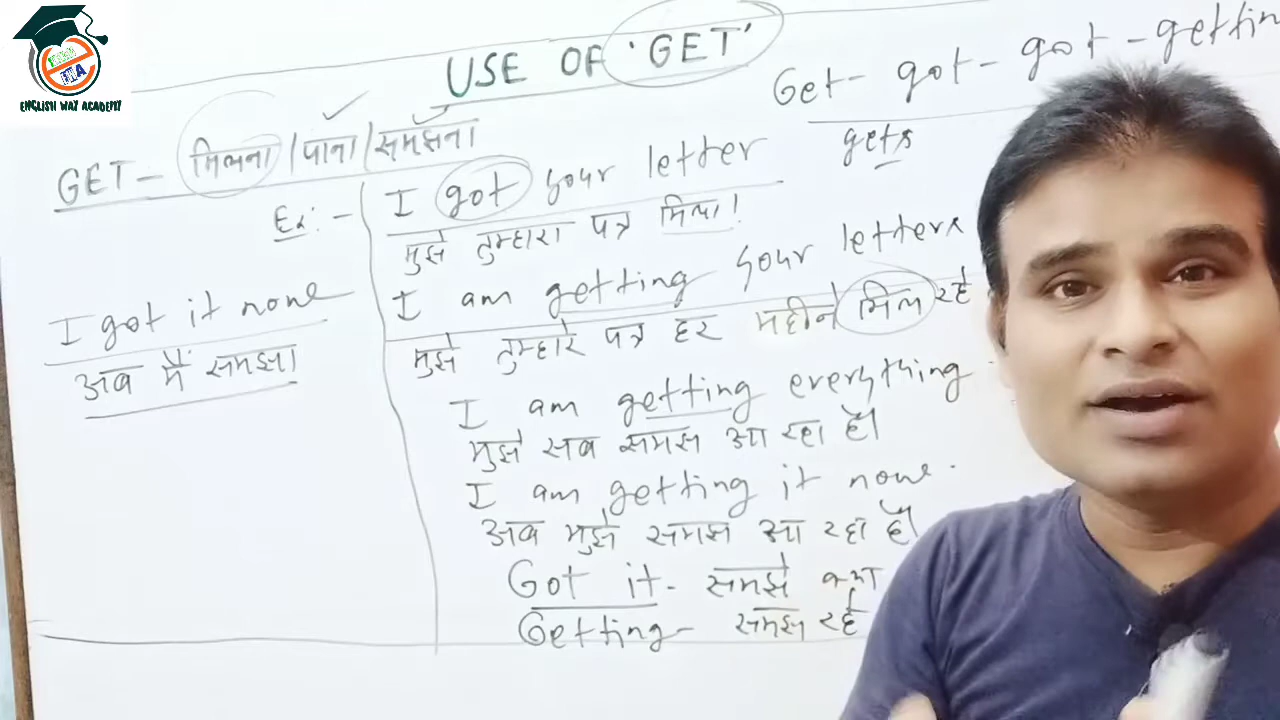 ENGLISH WAY ACADEMY
USE OF 'GET'
Get - got - got - gettin
gets
GET - मिलना / पाना / समझना
Ex: -
I got your letter
मुझे तुम्हारा पत्र मिला!
I am getting your letters
मुझे तुम्हारे पत्र हर महीने मिल रहे
I am getting everything
मुझे सब समझ आ रहा है।
I am getting it now.
अब मुझे समझ आ रहा है।
Got it - समझे क्या
Getting - समझ रहे
I got it now
अब मैं समझा